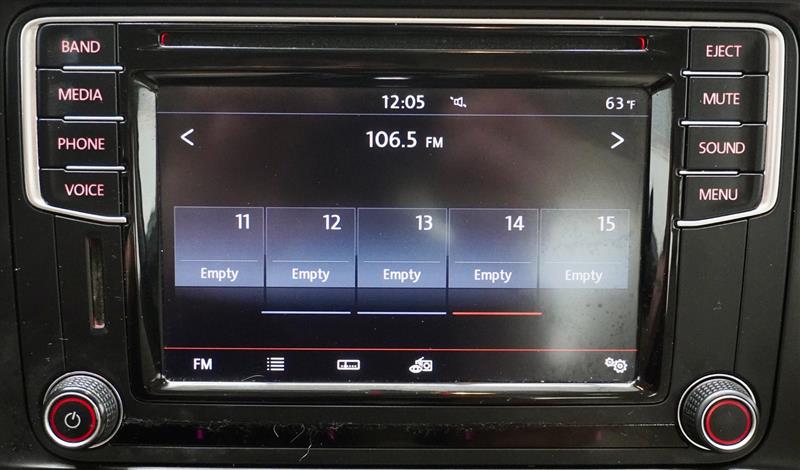 BAND
MEDIA
PHONE
VOICE
12:05
63°F
106.5 FM
11
12
13
14
15
Empty
Empty
Empty
Empty
Empty
FM
EJECT
MUTE
SOUND
MENU